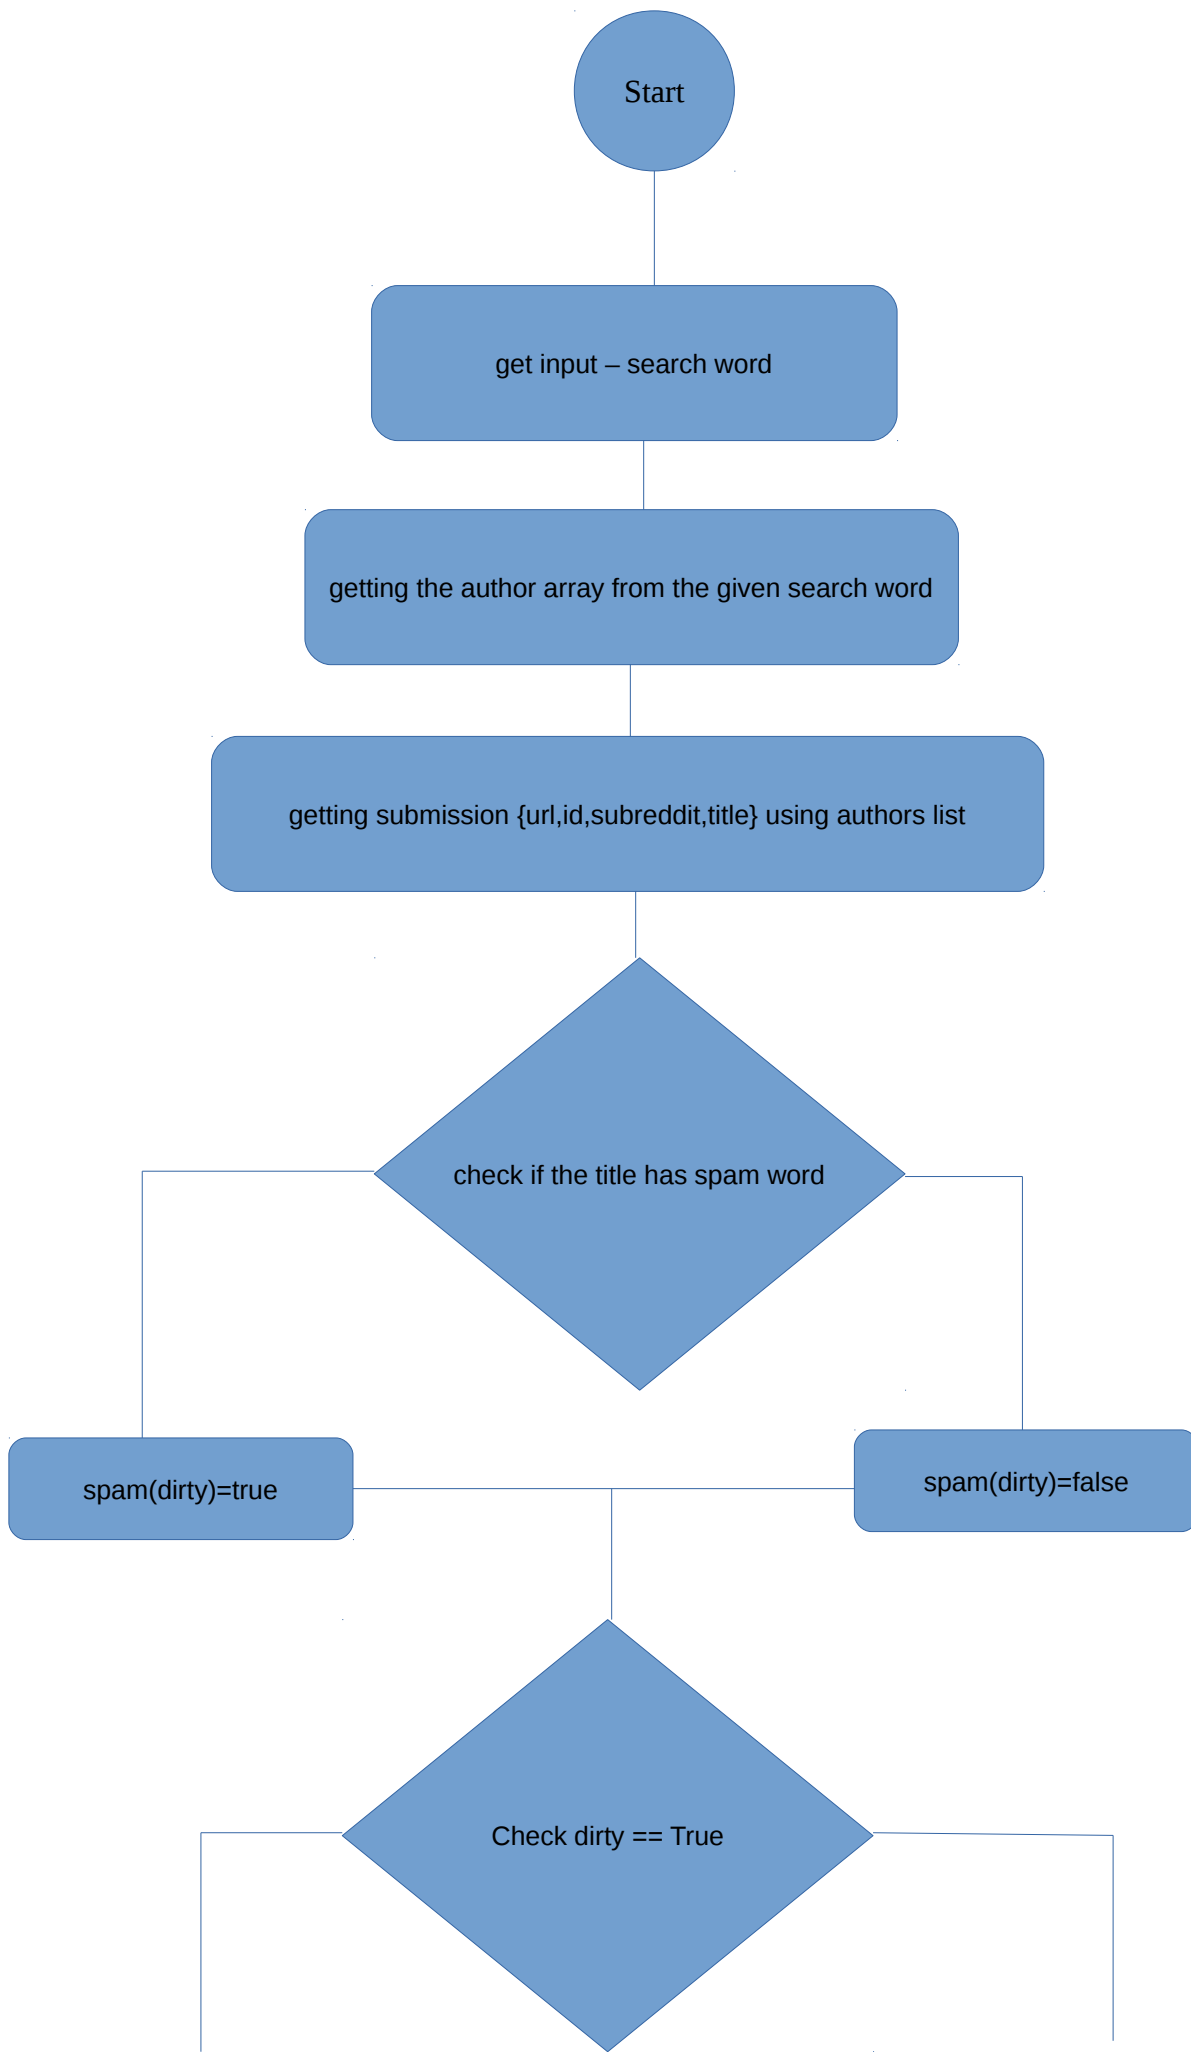 Start
get input – search word
getting the author array from the given search word
getting submission {url,id,subreddit,title} using authors list
check if the title has spam word
spam(dirty)=true
spam(dirty)=false
Check dirty == True